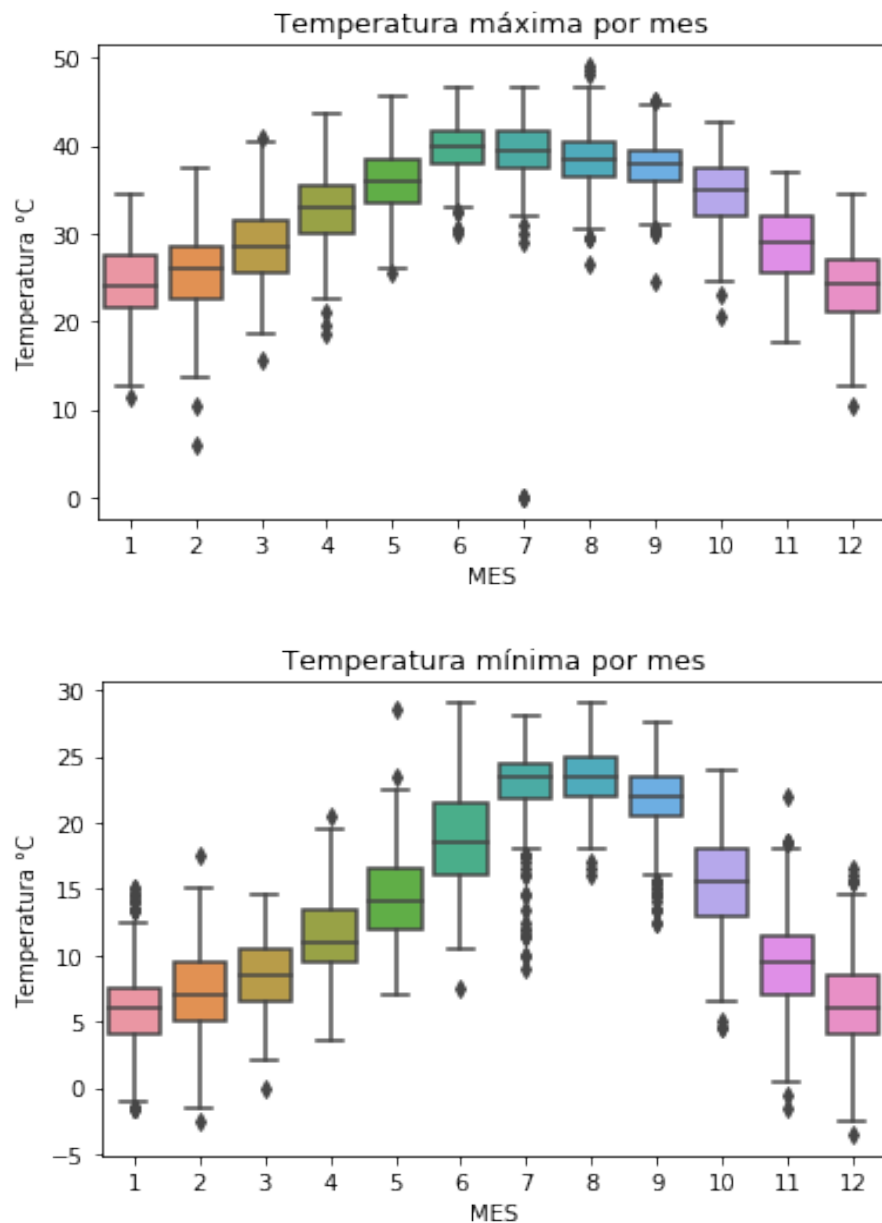 Temperatura máxima por mes
Temperatura °C
50
40
30
20
10
0
1 2 3 4 5 6 7 8 9 10 11 12
MES
Temperatura mínima por mes
Temperatura °C
30
25
20
15
10
5
0
−5
1 2 3 4 5 6 7 8 9 10 11 12
MES